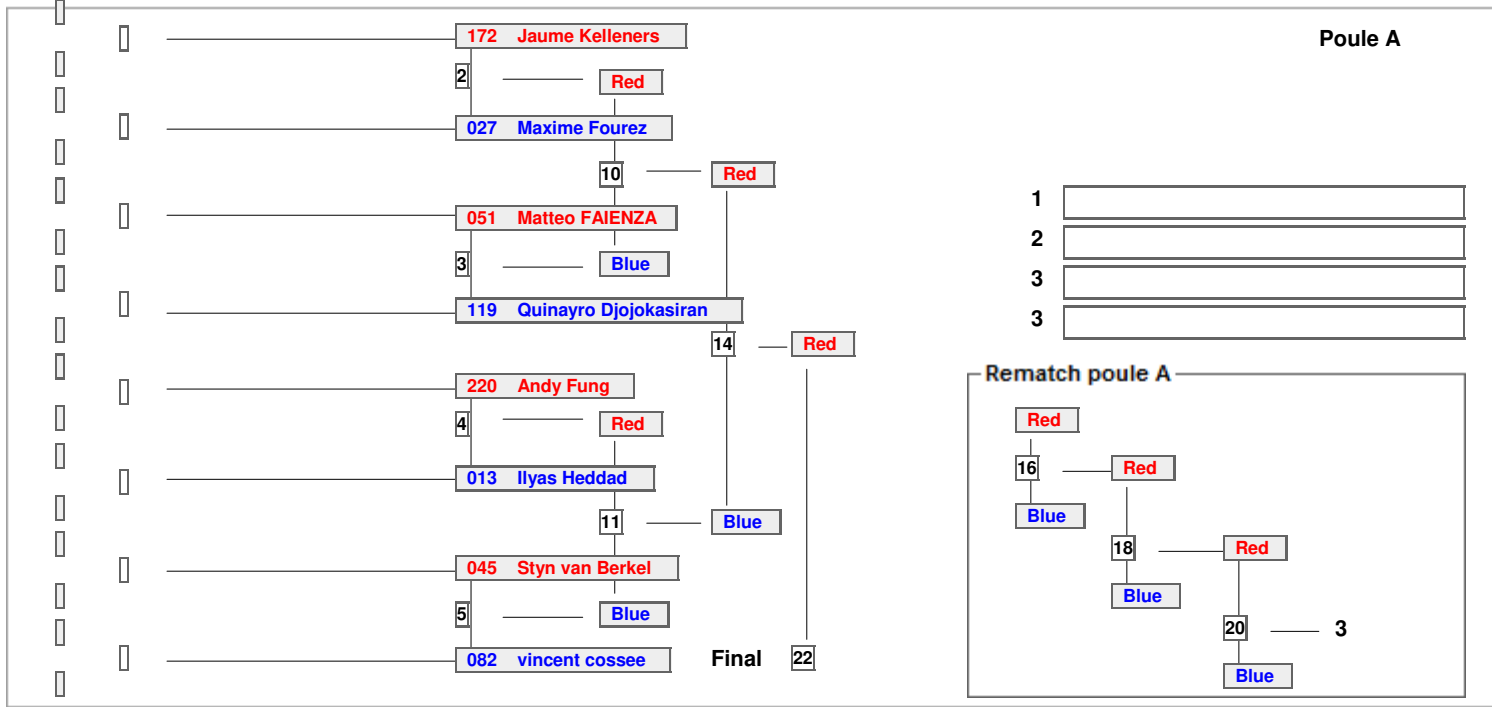 172 Jaume Kelleners
Poule A
2 Red
027 Maxime Fourez
10 Red
1
051 Matteo FAIENZA
2
3 Blue
3
119 Quinayro Djojokasiran
3
14 Red
Rematch poule A
220 Andy Fung
Red
4 Red
16 Red
013 Ilyas Heddad
Blue
11 Blue
18 Red
045 Styn van Berkel
Blue
5 Blue
20 3
082 vincent cossee
Final 22
Blue